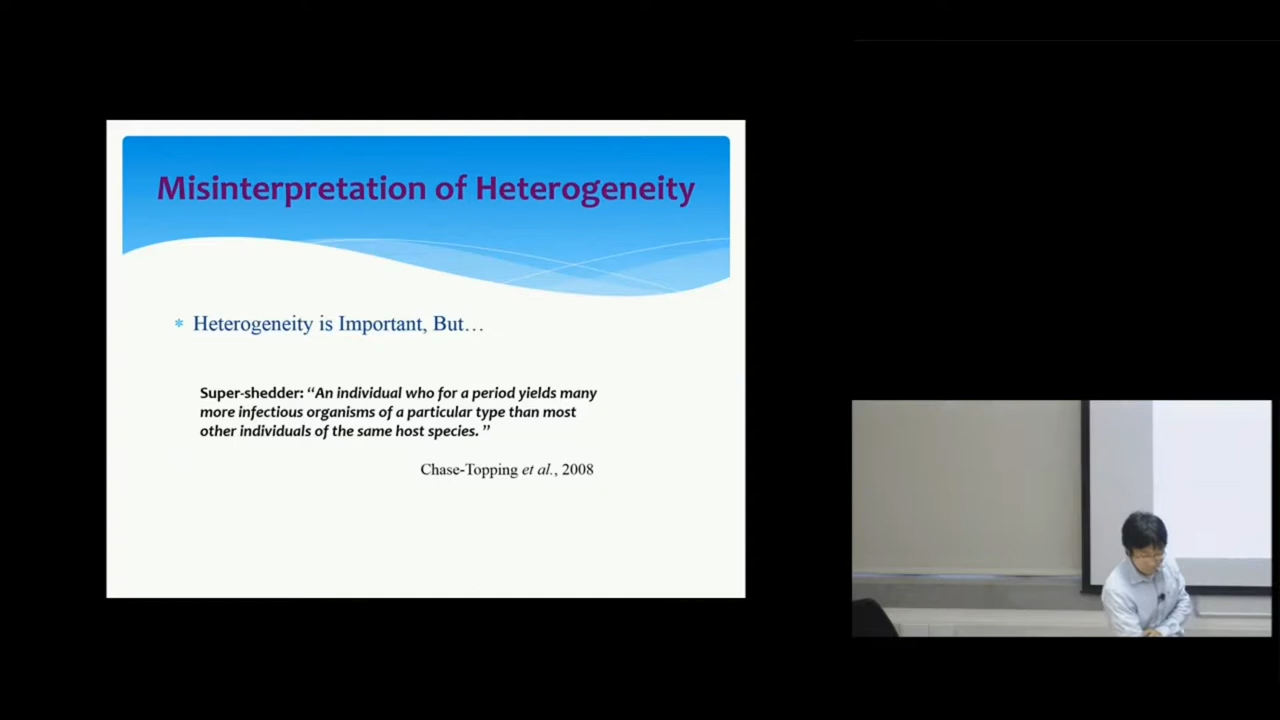 Misinterpretation of Heterogeneity
* Heterogeneity is Important, But…
Super-shedder: “An individual who for a period yields many
more infectious organisms of a particular type than most
other individuals of the same host species. ”
Chase-Topping et al., 2008